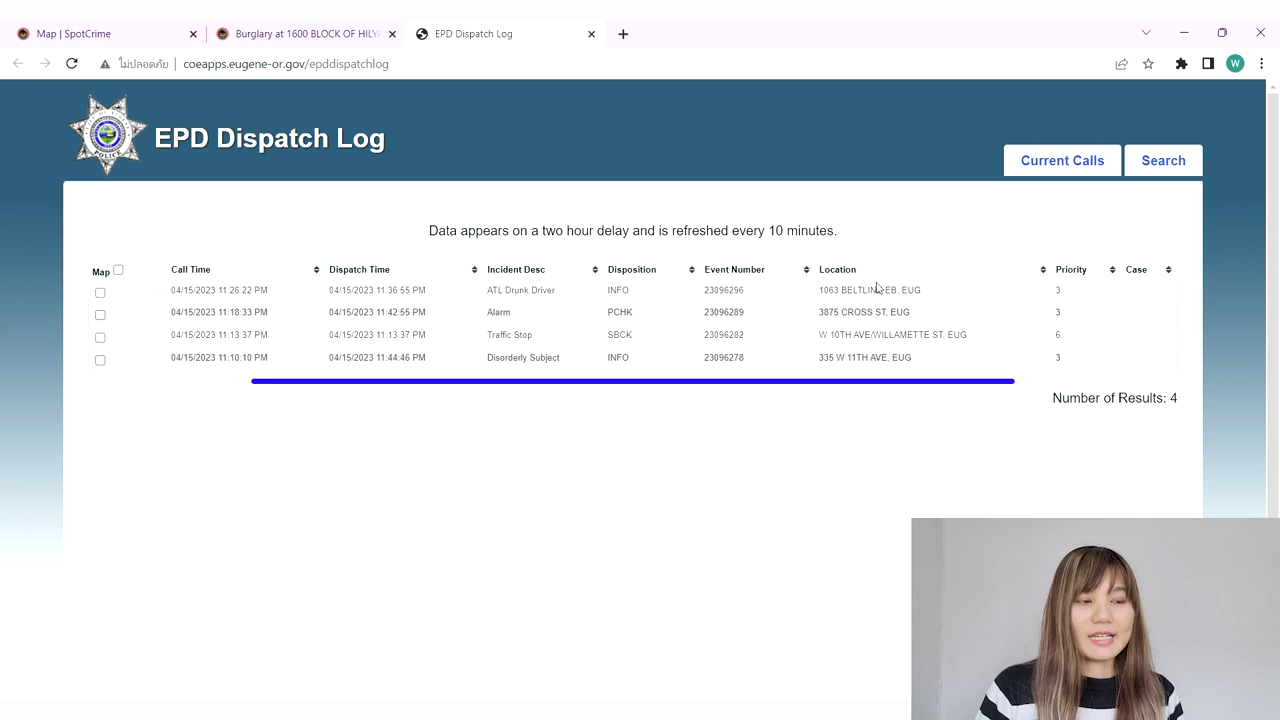 Map | SpotCrime
Burglary at 1600 BLOCK OF HILYA
EPD Dispatch Log
ไม่ปลอดภัย
coeapps.eugene-or.gov/epddispatchlog
W
POLICE
EPD Dispatch Log
Current Calls
Search
Data appears on a two hour delay and is refreshed every 10 minutes.
Map Call Time Dispatch Time Incident Desc Disposition Event Number Location Priority Case
04/15/2023 11:26:22 PM 04/15/2023 11:36:55 PM ATL Drunk Driver INFO 23096296 1063 BELTLINE EB, EUG 3
04/15/2023 11:18:33 PM 04/15/2023 11:42:55 PM Alarm PCHK 23096289 3875 CROSS ST, EUG 3
04/15/2023 11:13:37 PM 04/15/2023 11:13:37 PM Traffic Stop SBCK 23096282 W 10TH AVE/WILLAMETTE ST, EUG 6
04/15/2023 11:10:10 PM 04/15/2023 11:44:46 PM Disorderly Subject INFO 23096278 335 W 11TH AVE, EUG 3
Number of Results: 4